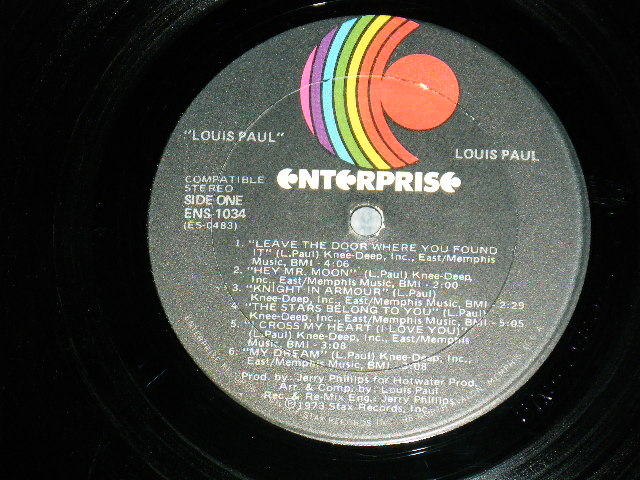 "LOUIS PAUL"
LOUIS PAUL
COMPATIBLE
STEREO
SIDE ONE
ENS-1034
(ES-0483)
ENTERPRISE
1. "LEAVE THE DOOR WHERE YOU FOUND
IT" (L.Paul) Knee-Deep, Inc., East/Memphis
Music, BMI - 4:06
2. "HEY MR. MOON" (L.Paul) Knee-Deep,
Inc., East/Memphis Music, BMI - 2:00
3. "KNIGHT IN ARMOUR" (L.Paul)
Knee-Deep, Inc., East/Memphis Music, BMI - 2:29
4. "THE STARS BELONG TO YOU" (L.Paul)
Knee-Deep, Inc., East/Memphis Music, BMI - 5:05
5. "I CROSS MY HEART (I LOVE YOU)"
(L.Paul) Knee-Deep, Inc., East/Memphis
Music, BMI - 3:08
6. "MY DREAM" (L.Paul) Knee-Deep, Inc.,
East/Memphis Music, BMI - :08
Prod. by: Jerry Phillips for Hotwater Prod.
Arr. & Comp. by: Louis Paul
Rec. & Re-Mix Eng.: Jerry Phillips
℗ 1973 Stax Records, Inc.
STAX RECORDS INC.